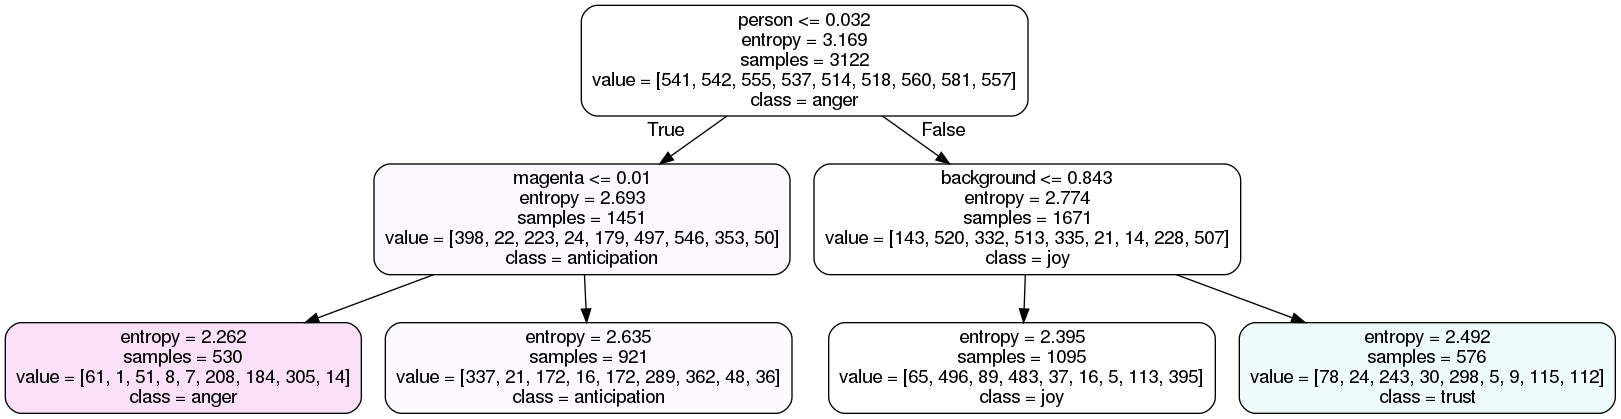 person <= 0.032
entropy = 3.169
samples = 3122
value = [541, 542, 555, 537, 514, 518, 560, 581, 557]
class = anger
True
False
magenta <= 0.01
entropy = 2.693
samples = 1451
value = [398, 22, 223, 24, 179, 497, 546, 353, 50]
class = anticipation
background <= 0.843
entropy = 2.774
samples = 1671
value = [143, 520, 332, 513, 335, 21, 14, 228, 507]
class = joy
entropy = 2.262
samples = 530
value = [61, 1, 51, 8, 7, 208, 184, 305, 14]
class = anger
entropy = 2.635
samples = 921
value = [337, 21, 172, 16, 172, 289, 362, 48, 36]
class = anticipation
entropy = 2.395
samples = 1095
value = [65, 496, 89, 483, 37, 16, 5, 113, 395]
class = joy
entropy = 2.492
samples = 576
value = [78, 24, 243, 30, 298, 5, 9, 115, 112]
class = trust